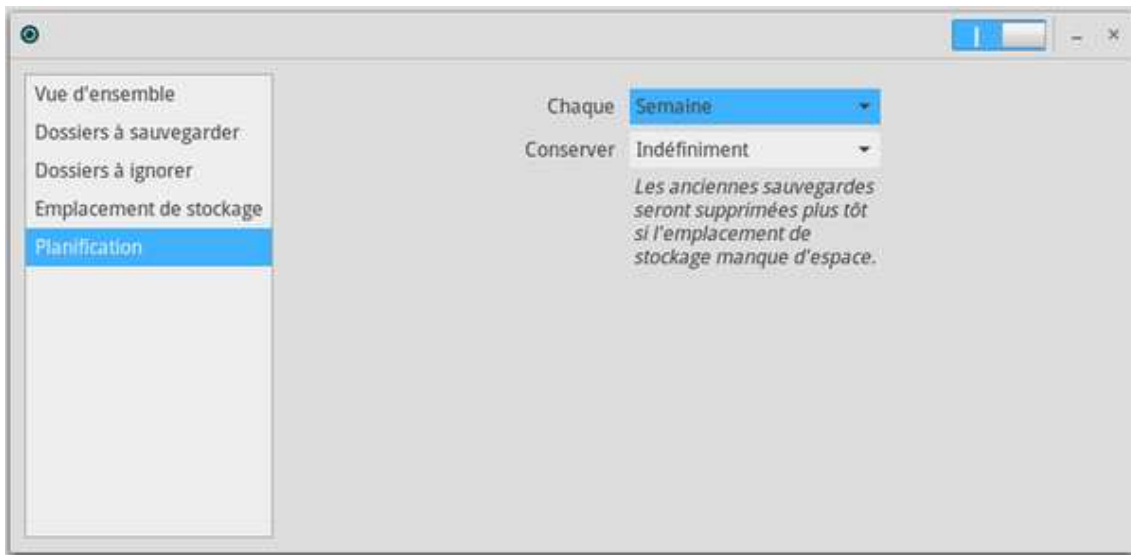 Vue d'ensemble
Dossiers à sauvegarder
Dossiers à ignorer
Emplacement de stockage
Planification
Chaque Semaine
Conserver Indéfiniment
Les anciennes sauvegardes
seront supprimées plus tôt
si l'emplacement de
stockage manque d'espace.